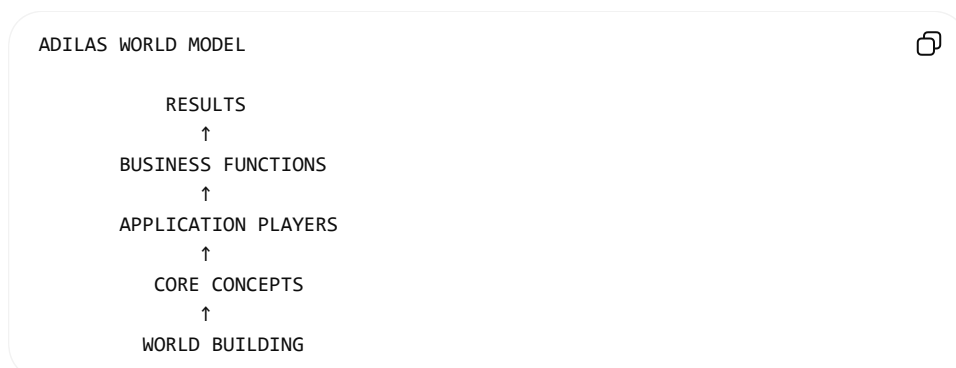 ADILAS WORLD MODEL
RESULTS
↑
BUSINESS FUNCTIONS
↑
APPLICATION PLAYERS
↑
CORE CONCEPTS
↑
WORLD BUILDING